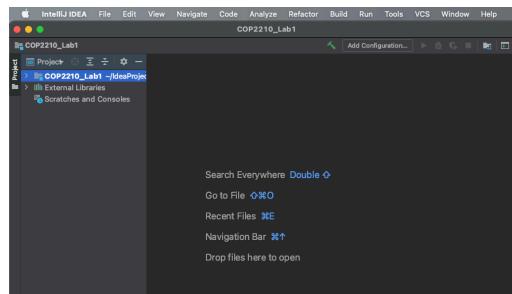 IntelliJ IDEA File Edit View Navigate Code Analyze Refactor Build Run Tools VCS Window Help
COP2210_Lab1
COP2210_Lab1 Add Configuration...
Project
Project
COP2210_Lab1 ~/IdeaProjec
External Libraries
Scratches and Consoles
Search Everywhere Double ⇧
Go to File ⇧⌘O
Recent Files ⌘E
Navigation Bar ⌘↑
Drop files here to open